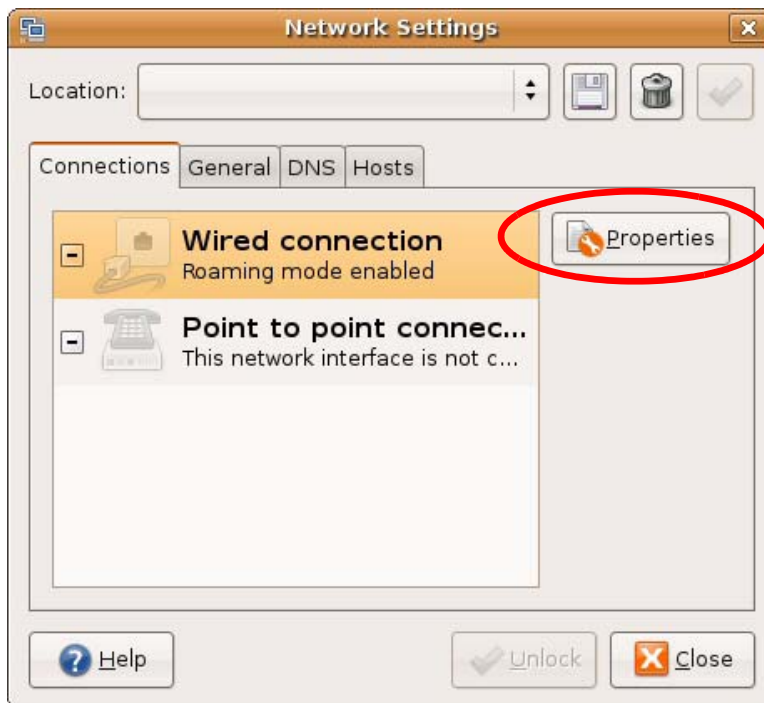 Network Settings
Location:
Connections
General
DNS
Hosts
Wired connection
Roaming mode enabled
Properties
Point to point connec...
This network interface is not c...
Help
Unlock
Close